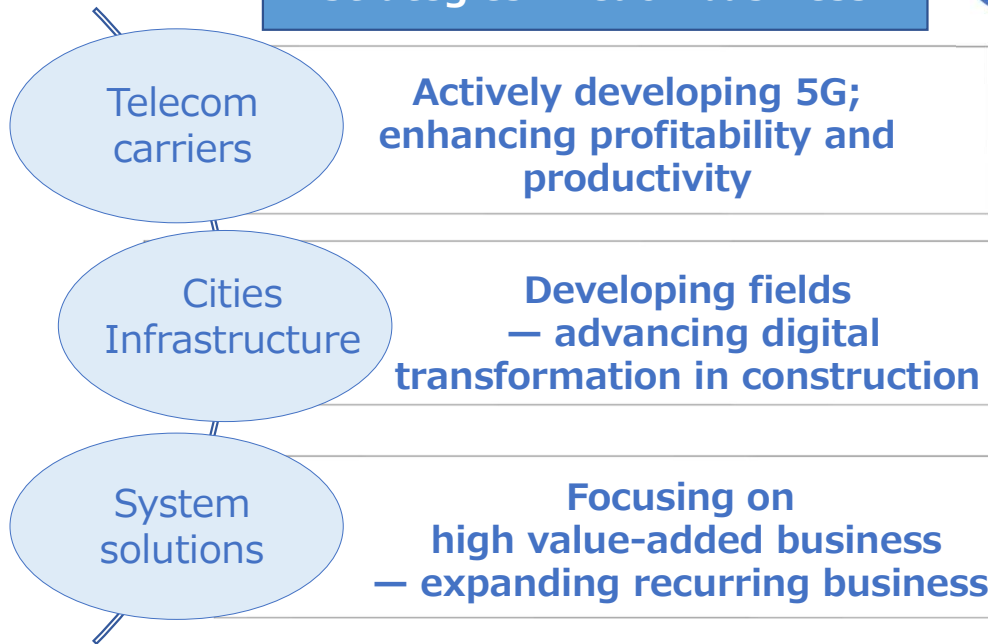 Telecom
carriers
Actively developing 5G;
enhancing profitability and
productivity
Cities
Infrastructure
Developing fields
— advancing digital
transformation in construction
System
solutions
Focusing on
high value-added business
— expanding recurring business